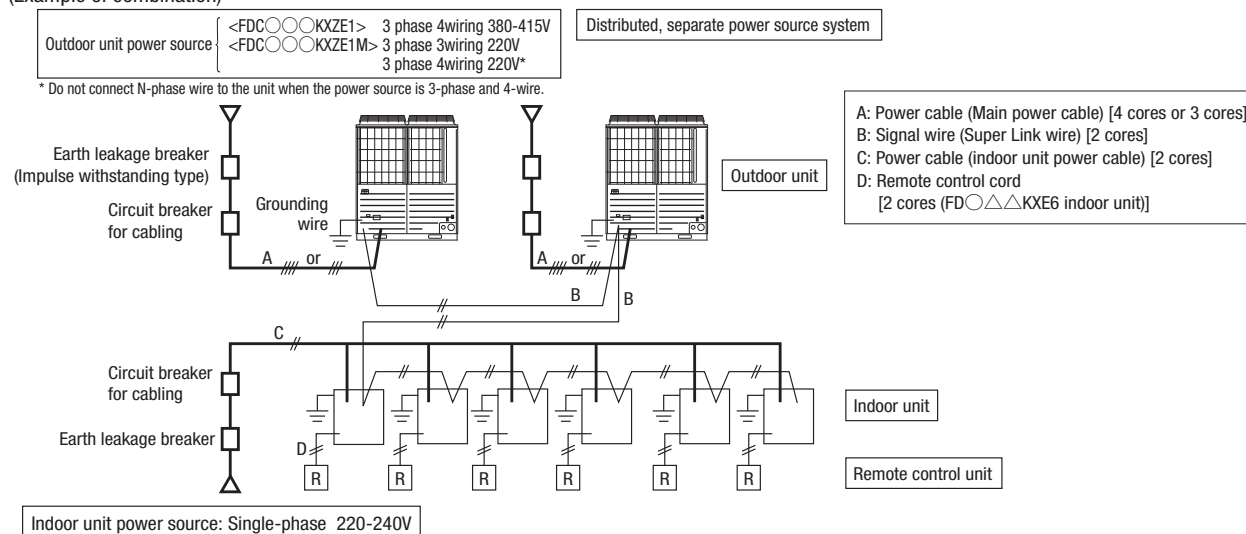 (Example of combination)
Outdoor unit power source
<FDC○○○KXZE1> 3 phase 4wiring 380-415V
<FDC○○○KXZE1M> 3 phase 3wiring 220V
3 phase 4wiring 220V*
Distributed, separate power source system
* Do not connect N-phase wire to the unit when the power source is 3-phase and 4-wire.
Earth leakage breaker
(Impulse withstanding type)
Circuit breaker
for cabling
Grounding
wire
Outdoor unit
A: Power cable (Main power cable) [4 cores or 3 cores]
B: Signal wire (Super Link wire) [2 cores]
C: Power cable (indoor unit power cable) [2 cores]
D: Remote control cord
[2 cores (FD○△△KXE6 indoor unit)]
A or
A or
B
B
C
Circuit breaker
for cabling
Earth leakage breaker
Indoor unit
D
R
R
R
R
R
R
Remote control unit
Indoor unit power source: Single-phase 220-240V